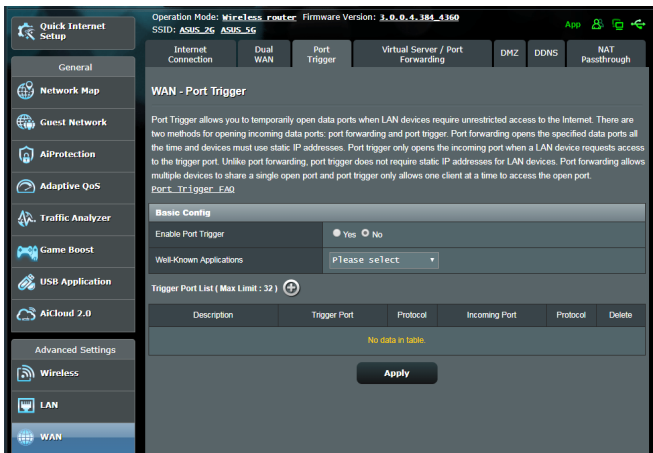 Operation Mode: Wireless router Firmware Version: 3.0.0.4.384_4360
SSID: ASUS_2G ASUS_5G
App
Quick Internet
Setup
General
Network Map
Guest Network
AiProtection
Adaptive QoS
Traffic Analyzer
Game Boost
USB Application
AiCloud 2.0
Advanced Settings
Wireless
LAN
WAN
Internet
Connection
Dual
WAN
Port
Trigger
Virtual Server / Port
Forwarding
DMZ
DDNS
NAT
Passthrough
WAN - Port Trigger
Port Trigger allows you to temporarily open data ports when LAN devices require unrestricted access to the Internet. There are
two methods for opening incoming data ports: port forwarding and port trigger. Port forwarding opens the specified data ports all
the time and devices must use static IP addresses. Port trigger only opens the incoming port when a LAN device requests access
to the trigger port. Unlike port forwarding, port trigger does not require static IP addresses for LAN devices. Port forwarding allows
multiple devices to share a single open port and port trigger only allows one client at a time to access the open port.
Port Trigger FAQ
Basic Config
Enable Port Trigger Yes No
Well-Known Applications Please select
Trigger Port List ( Max Limit : 32 )
Description Trigger Port Protocol Incoming Port Protocol Delete
No data in table.
Apply